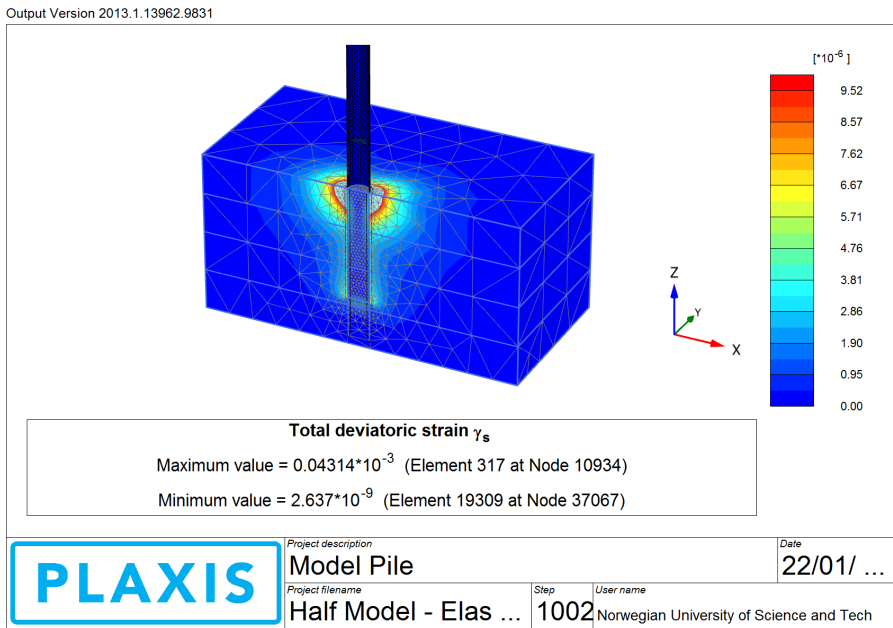 Output Version 2013.1.13962.9831
[*10⁻⁶ ]
9.52
8.57
7.62
6.67
5.71
4.76
3.81
2.86
1.90
0.95
0.00
Z
Y
X
Total deviatoric strain γₛ
Maximum value = 0.04314*10⁻³ (Element 317 at Node 10934)
Minimum value = 2.637*10⁻⁹ (Element 19309 at Node 37067)
PLAXIS
Project description
Model Pile
Date
22/01/ ...
Project filename
Half Model - Elas ...
Step
1002
User name
Norwegian University of Science and Tech